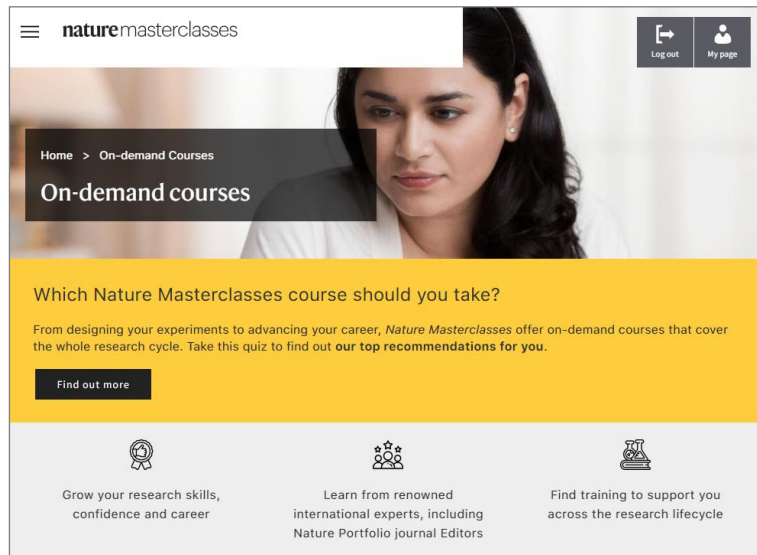 nature masterclasses
Log out
My page
Home > On-demand Courses
On-demand courses
Which Nature Masterclasses course should you take?
From designing your experiments to advancing your career, Nature Masterclasses offer on-demand courses that cover
the whole research cycle. Take this quiz to find out our top recommendations for you.
Find out more
Grow your research skills,
confidence and career
Learn from renowned
international experts, including
Nature Portfolio journal Editors
Find training to support you
across the research lifecycle